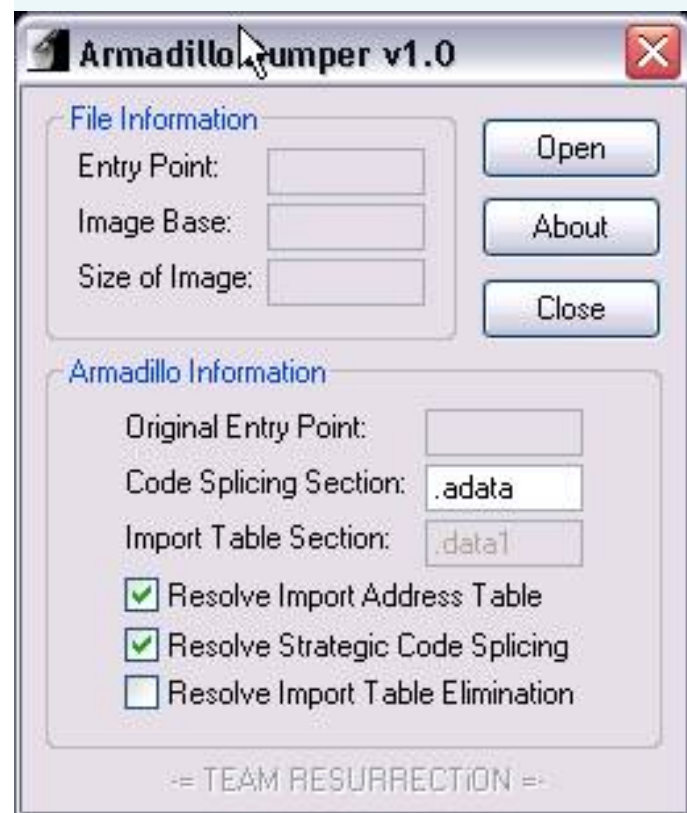 Armadillo Dumper v1.0
File Information
Entry Point:
Image Base:
Size of Image:
Open
About
Close
Armadillo Information
Original Entry Point:
Code Splicing Section: .adata
Import Table Section: .data1
Resolve Import Address Table
Resolve Strategic Code Splicing
Resolve Import Table Elimination
-= TEAM RESURRECTiON =-